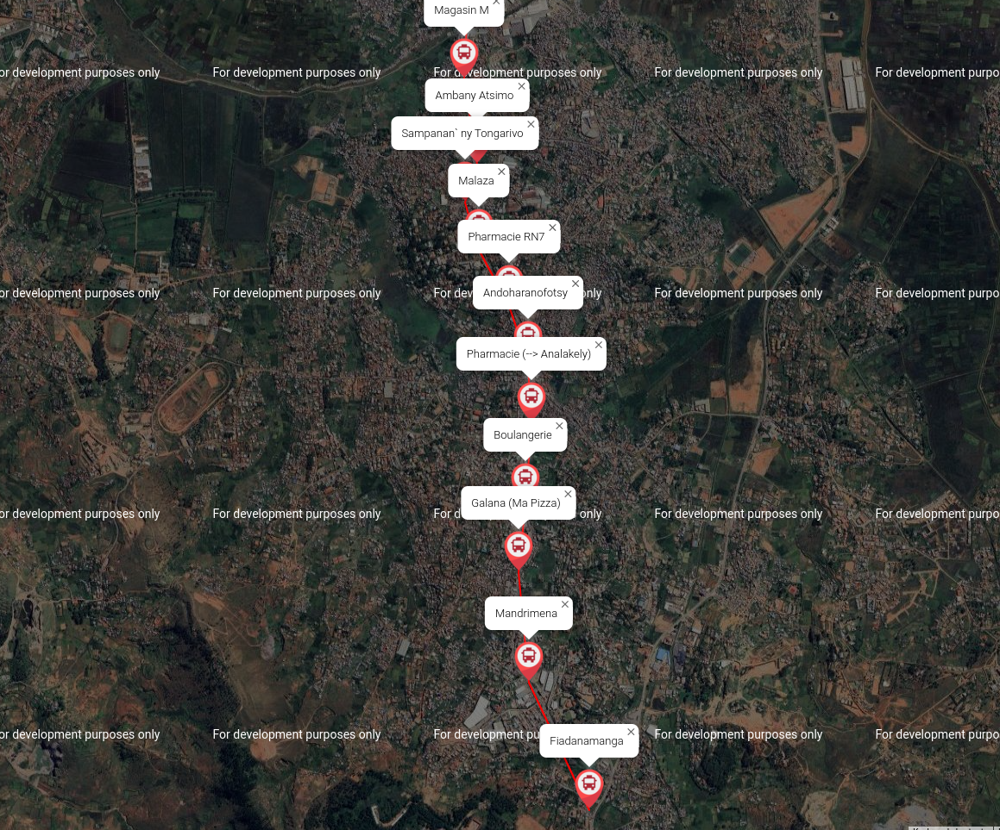 Magasin M
or development purposes only
For development purposes only
For development purposes only
For development purposes only
For development purpo
Ambany Atsimo
Sampanan` ny Tongarivo
Malaza
Pharmacie RN7
or development purposes only
For development purposes only
For dev
only
For development purposes only
For development purpo
Andoharanofotsy
Pharmacie (--> Analakely)
Boulangerie
Galana (Ma Pizza)
or development purposes only
For development purposes only
For d
only
For development purposes only
For development purpo
Mandrimena
or development purposes only
For development purposes only
For development pu
For development purposes only
For development purpo
Fiadanamanga